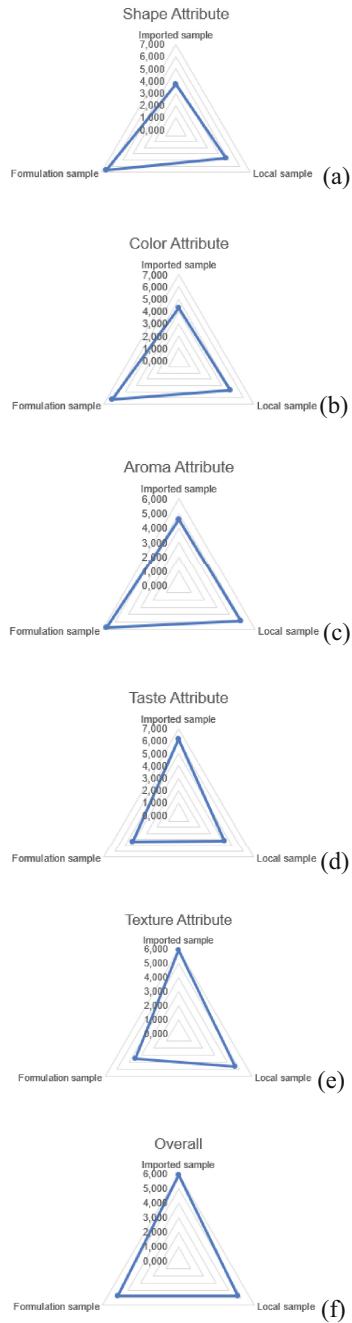 Shape Attribute
Imported sample
7,000
6,000
5,000
4,000
3,000
2,000
1,000
0,000
Formulation sample
Local sample
(a)
Color Attribute
Imported sample
7,000
6,000
5,000
4,000
3,000
2,000
1,000
0,000
Formulation sample
Local sample
(b)
Aroma Attribute
Imported sample
6,000
5,000
4,000
3,000
2,000
1,000
0,000
Formulation sample
Local sample
(c)
Taste Attribute
Imported sample
7,000
6,000
5,000
4,000
3,000
2,000
1,000
0,000
Formulation sample
Local sample
(d)
Texture Attribute
Imported sample
6,000
5,000
4,000
3,000
2,000
1,000
0,000
Formulation sample
Local sample
(e)
Overall
Imported sample
6,000
5,000
4,000
3,000
2,000
1,000
0,000
Formulation sample
Local sample
(f)